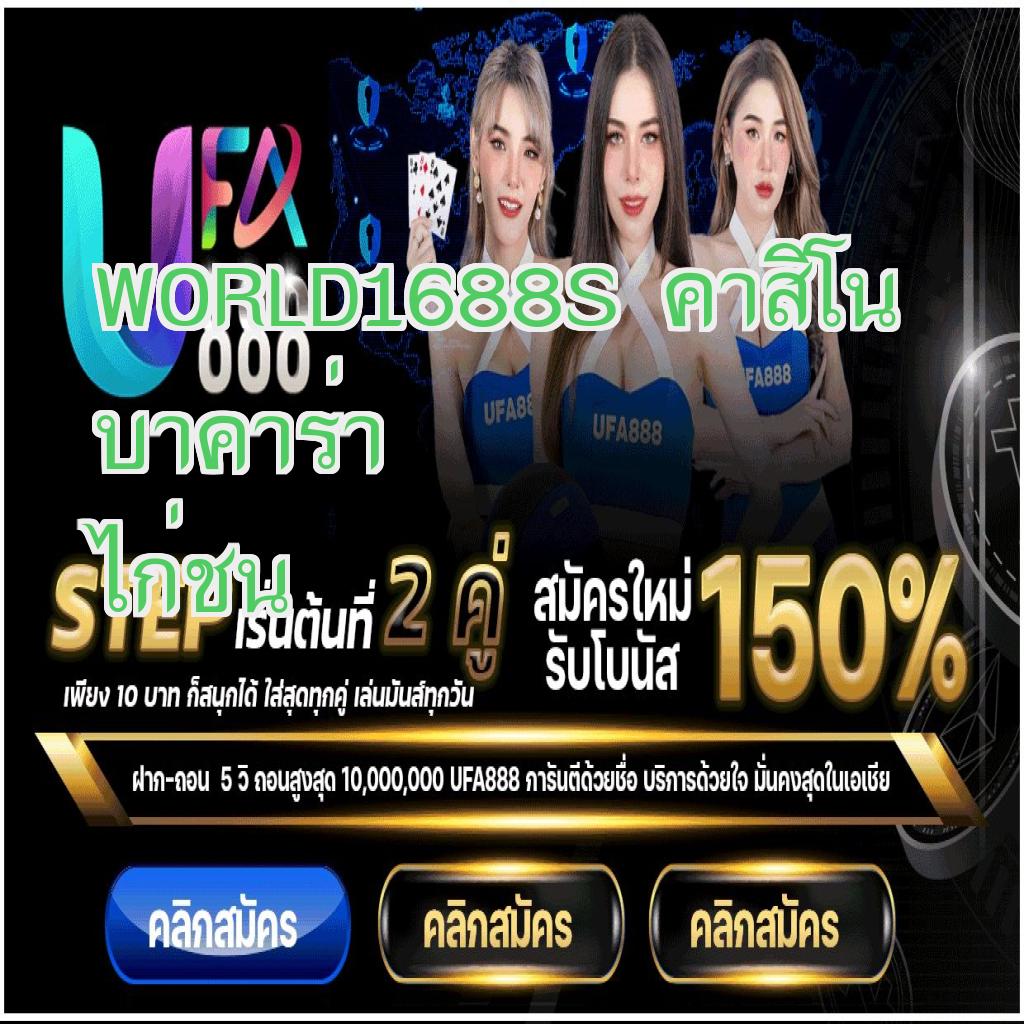 UFA
888
WORLD1688S คาสิโน
บาคาร่า
ไก่ชน
UFA888
UFA888
UFA888
STEP เริ่มต้นที่ 2 คู่
เพียง 10 บาท ก็สนุกได้ ใส่สุดทุกคู่ เล่นมันส์ทุกวัน
สมัครใหม่
รับโบนัส
150%
ฝาก-ถอน 5 วิ ถอนสูงสุด 10,000,000 UFA888 การันตีด้วยชื่อ บริการด้วยใจ มั่นคงสุดในเอเชีย
คลิกสมัคร
คลิกสมัคร
คลิกสมัคร